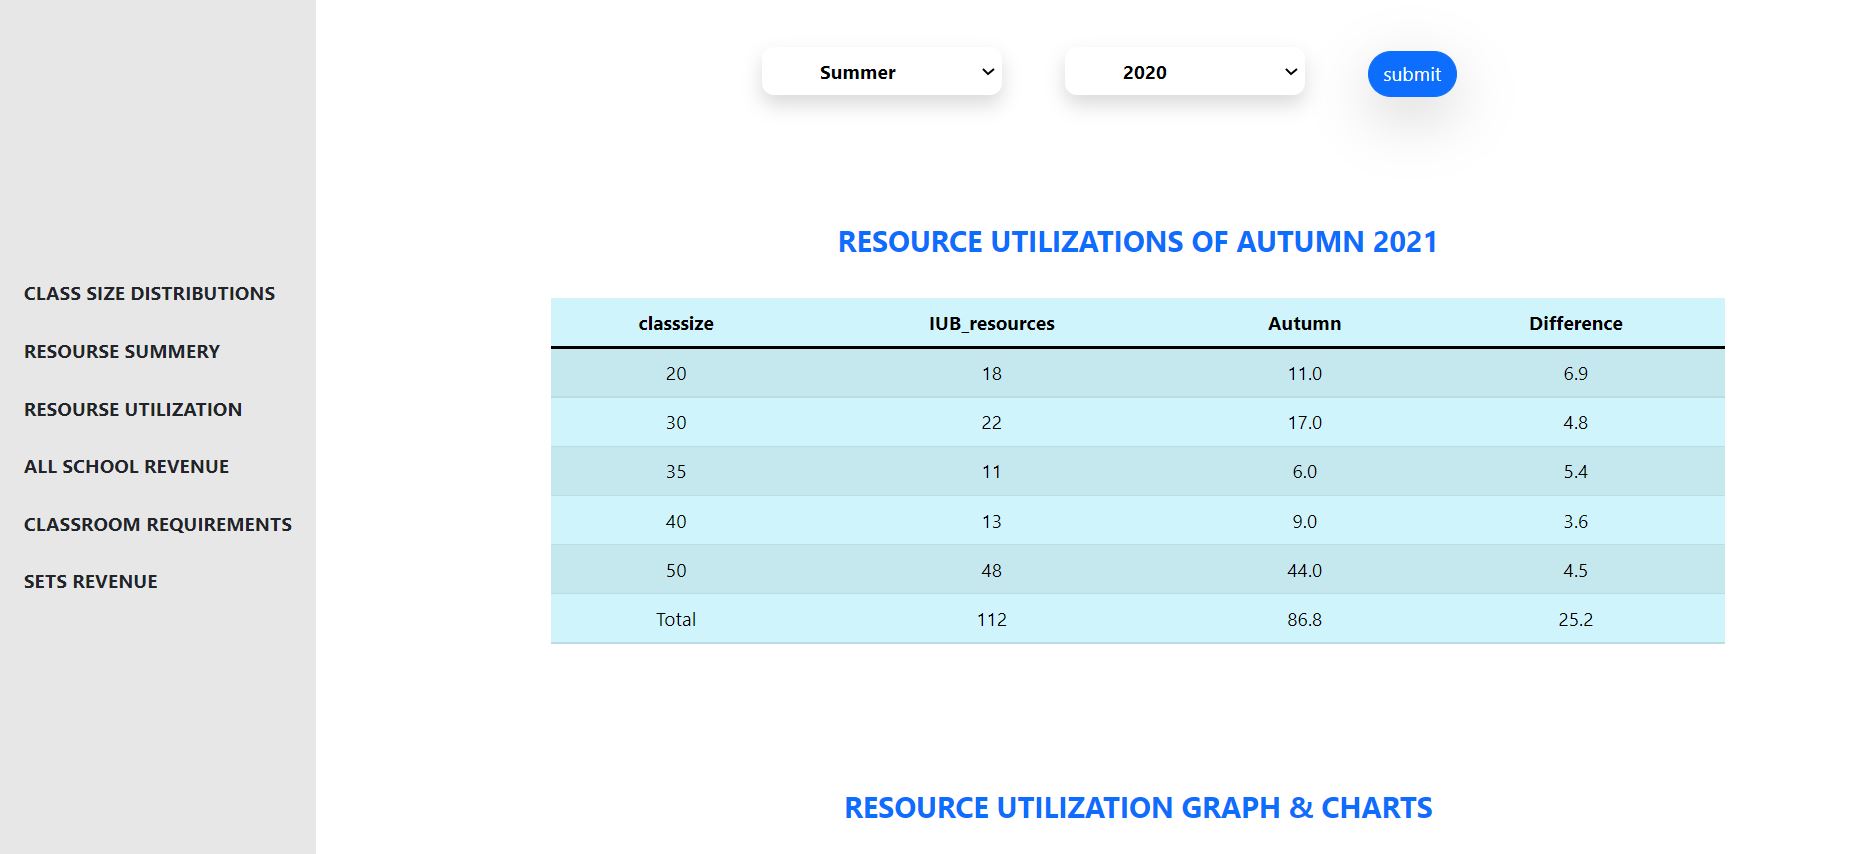 Summer 2020 submit
CLASS SIZE DISTRIBUTIONS
RESOURSE SUMMERY
RESOURSE UTILIZATION
ALL SCHOOL REVENUE
CLASSROOM REQUIREMENTS
SETS REVENUE
RESOURCE UTILIZATIONS OF AUTUMN 2021
classsize IUB_resources Autumn Difference
20 18 11.0 6.9
30 22 17.0 4.8
35 11 6.0 5.4
40 13 9.0 3.6
50 48 44.0 4.5
Total 112 86.8 25.2
RESOURCE UTILIZATION GRAPH & CHARTS